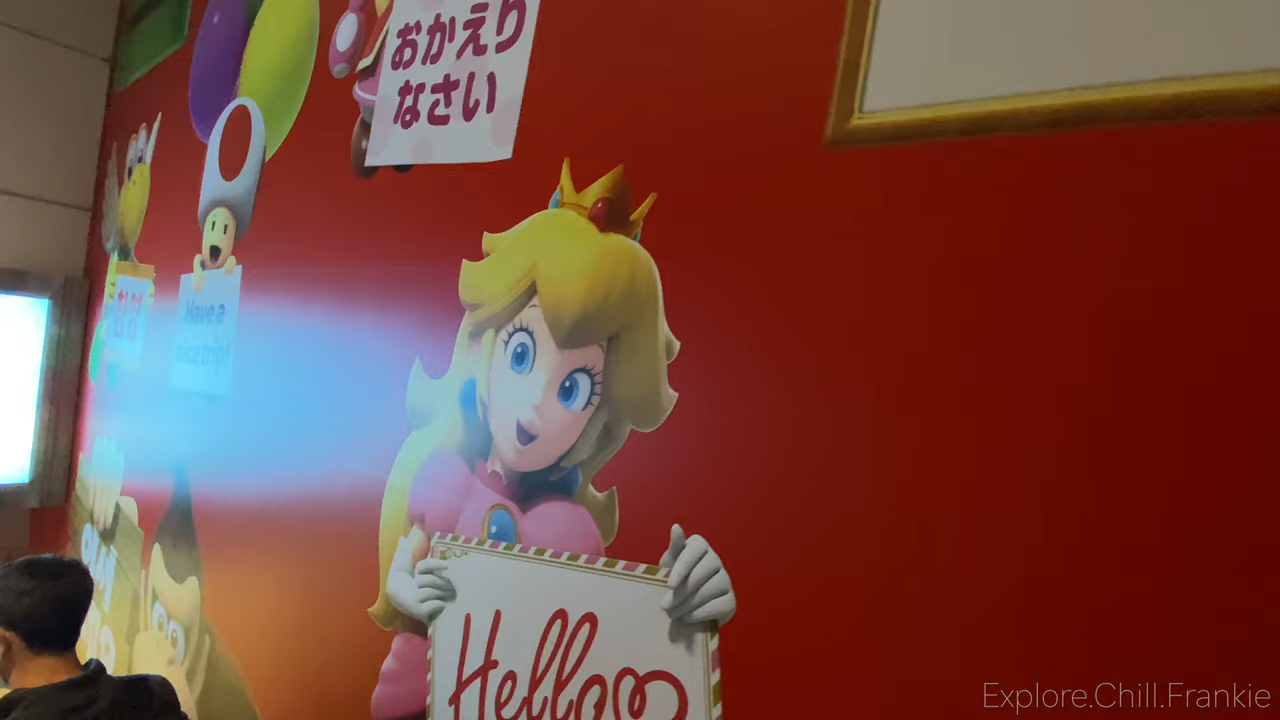 おかえり
なさい
Have a
nice trip!
Hello
Explore.Chill.Frankie